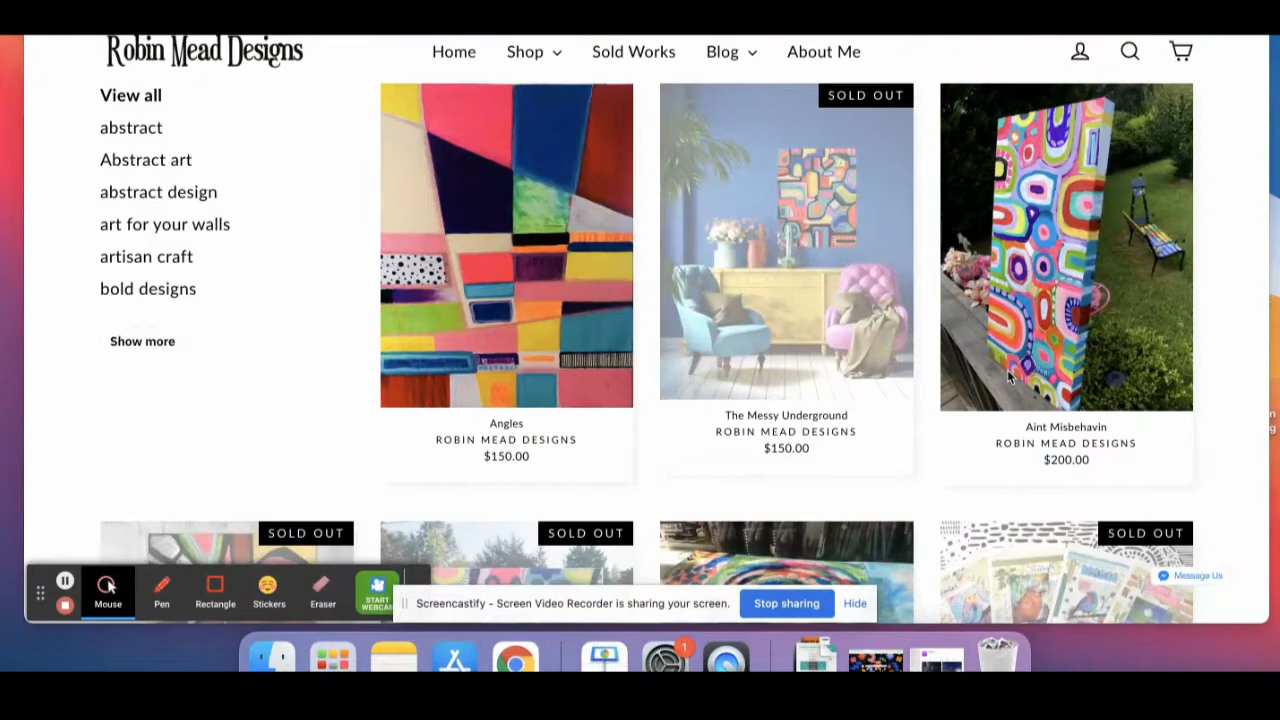 Robin Mead Designs
Home Shop Sold Works Blog About Me
View all
abstract
Abstract art
abstract design
art for your walls
artisan craft
bold designs
Show more
SOLD OUT
Angles
ROBIN MEAD DESIGNS
$150.00
The Messy Underground
ROBIN MEAD DESIGNS
$150.00
Aint Misbehavin
ROBIN MEAD DESIGNS
$200.00
SOLD OUT
SOLD OUT
SOLD OUT
Message Us
Mouse
Pen
Rectangle
Stickers
Eraser
START
WEBCAM
Screencastify - Screen Video Recorder is sharing your screen.
Stop sharing
Hide
1